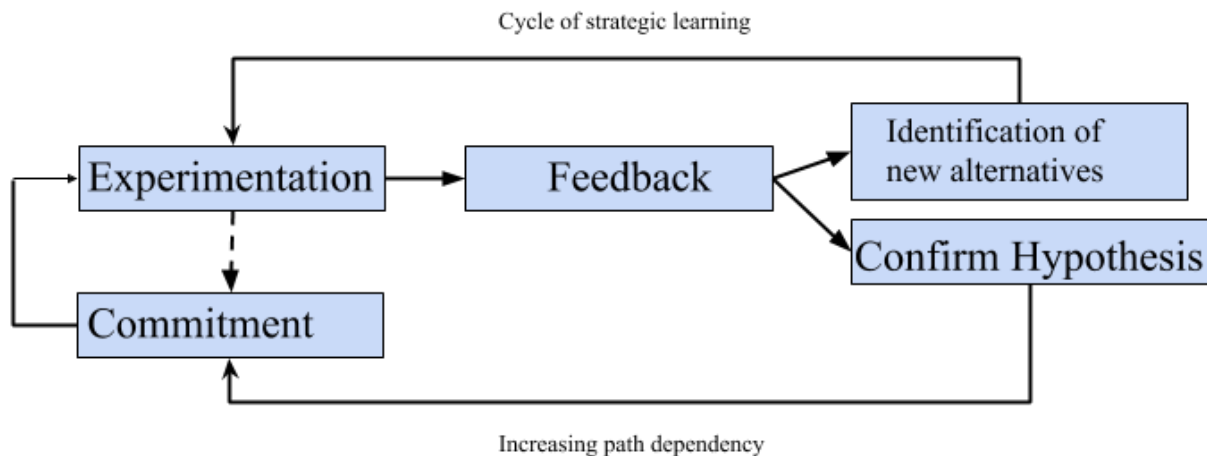 Cycle of strategic learning
Identification of
new alternatives
Experimentation
Feedback
Confirm Hypothesis
Commitment
Increasing path dependency